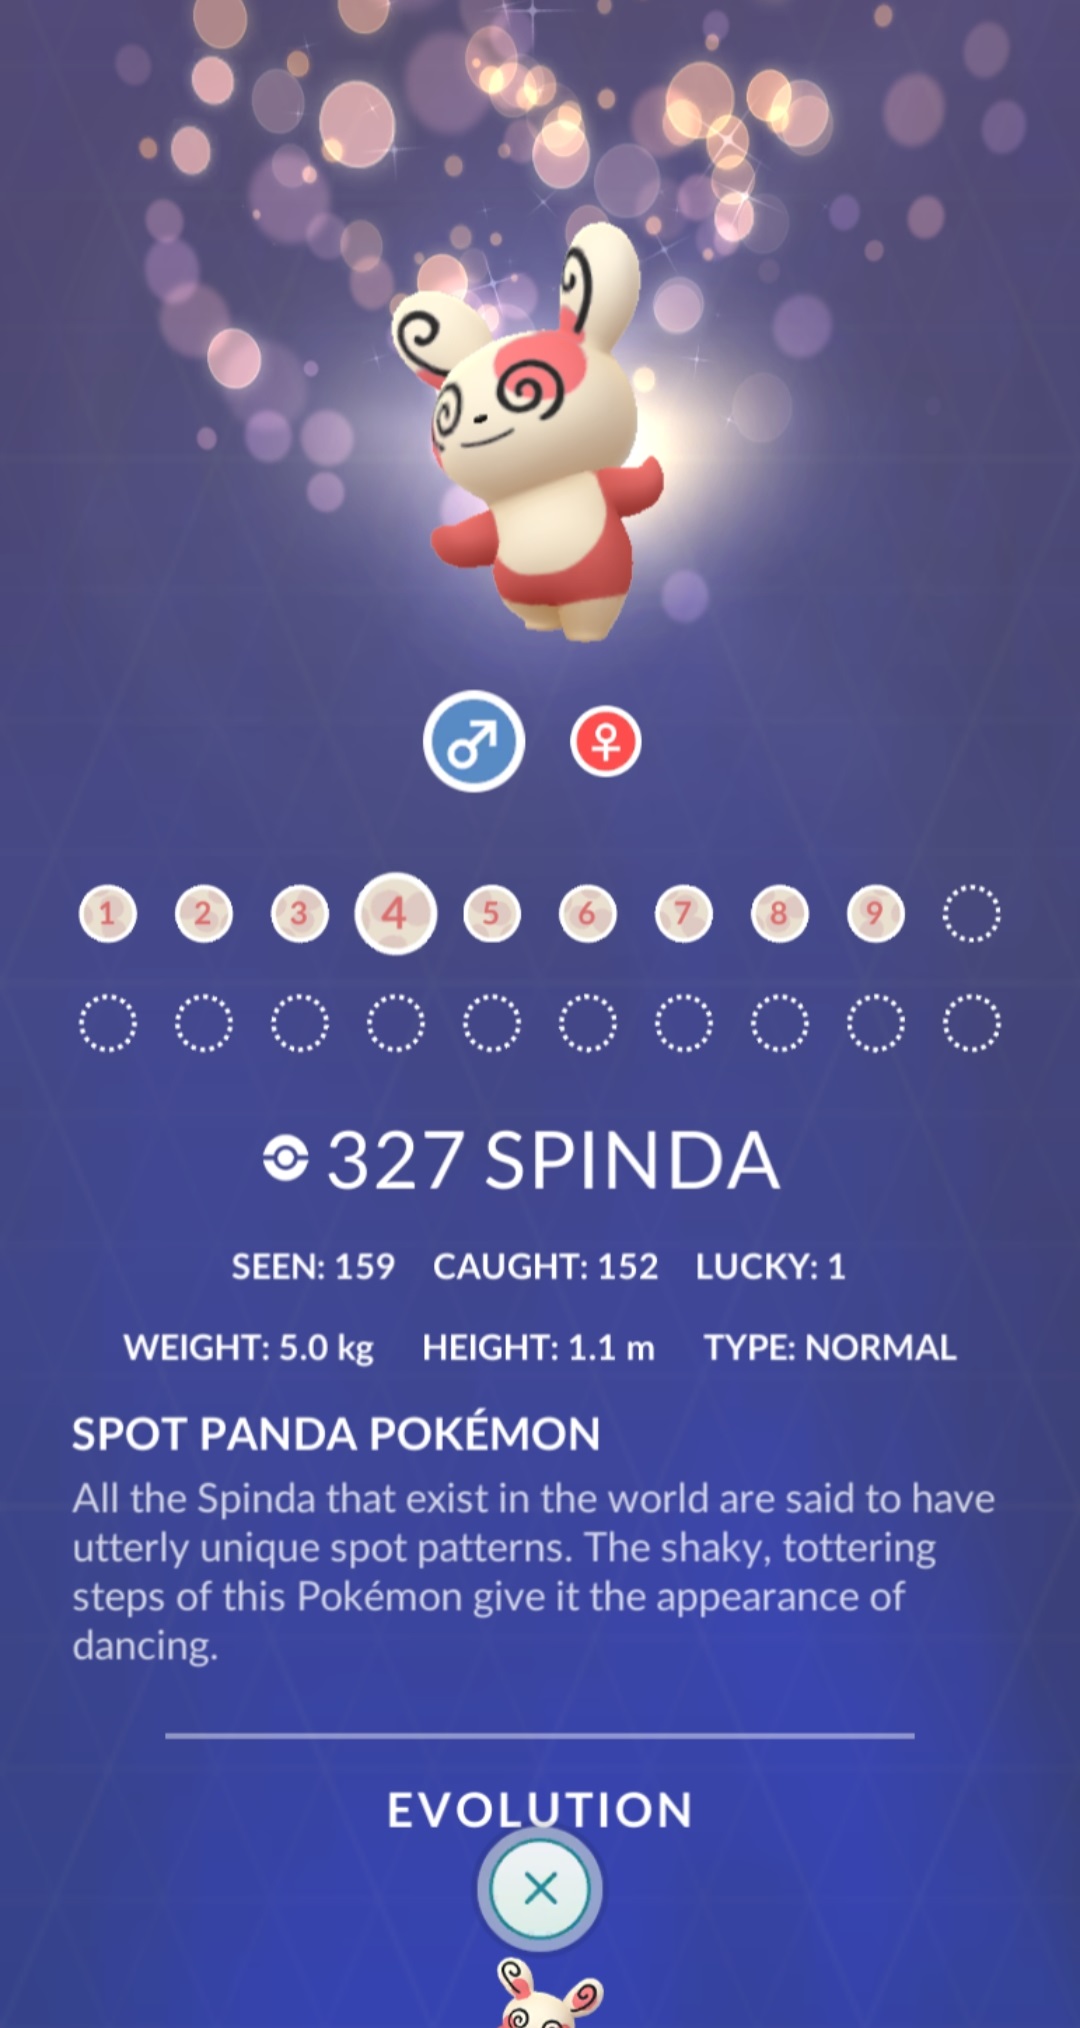 1 2 3 4 5 6 7 8 9
327 SPINDA
SEEN: 159 CAUGHT: 152 LUCKY: 1
WEIGHT: 5.0 kg HEIGHT: 1.1 m TYPE: NORMAL
SPOT PANDA POKÉMON
All the Spinda that exist in the world are said to have
utterly unique spot patterns. The shaky, tottering
steps of this Pokémon give it the appearance of
dancing.
EVOLUTION